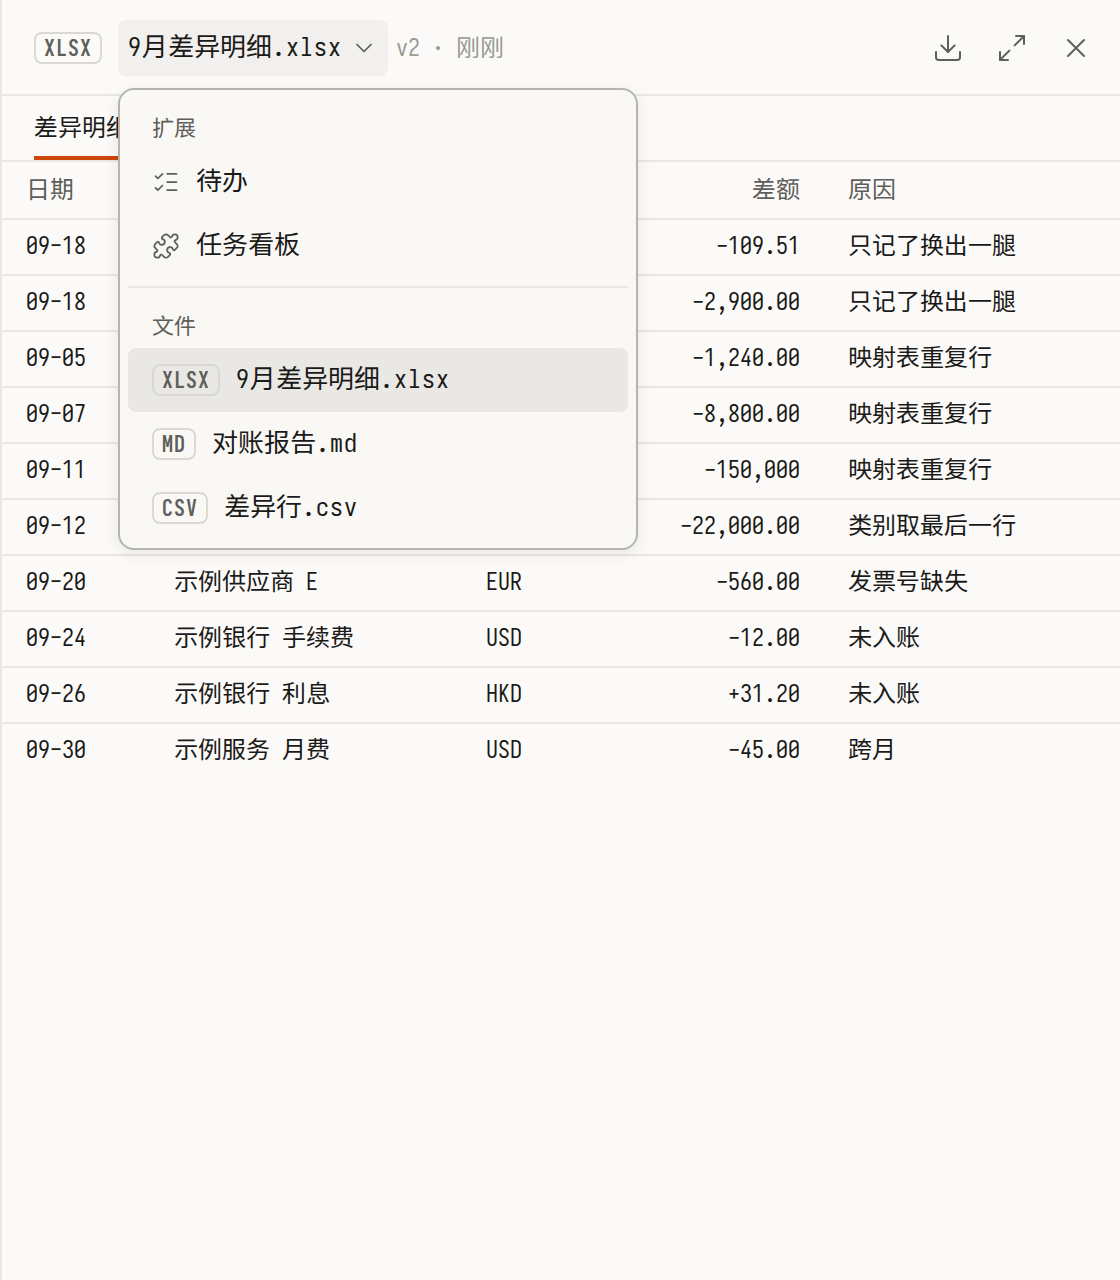 XLSX 9月差异明细.xlsx v2 · 刚刚
差异明细
扩展
待办
任务看板
文件
XLSX 9月差异明细.xlsx
MD 对账报告.md
CSV 差异行.csv
日期 差额 原因
09-18 -109.51 只记了换出一腿
09-18 -2,900.00 只记了换出一腿
09-05 -1,240.00 映射表重复行
09-07 -8,800.00 映射表重复行
09-11 -150,000 映射表重复行
09-12 -22,000.00 类别取最后一行
09-20 示例供应商 E EUR -560.00 发票号缺失
09-24 示例银行 手续费 USD -12.00 未入账
09-26 示例银行 利息 HKD +31.20 未入账
09-30 示例服务 月费 USD -45.00 跨月